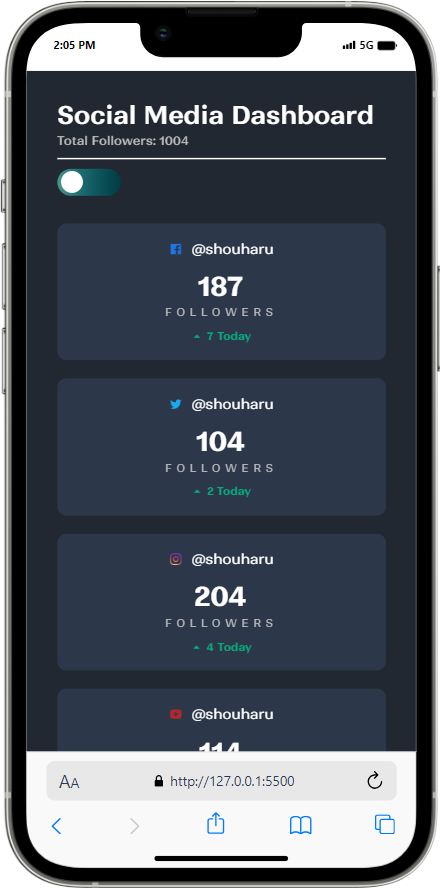 2:05 PM
5G
Social Media Dashboard
Total Followers: 1004
@shouharu
187
FOLLOWERS
7 Today
@shouharu
104
FOLLOWERS
2 Today
@shouharu
204
FOLLOWERS
4 Today
@shouharu
114
AA
http://127.0.0.1:5500